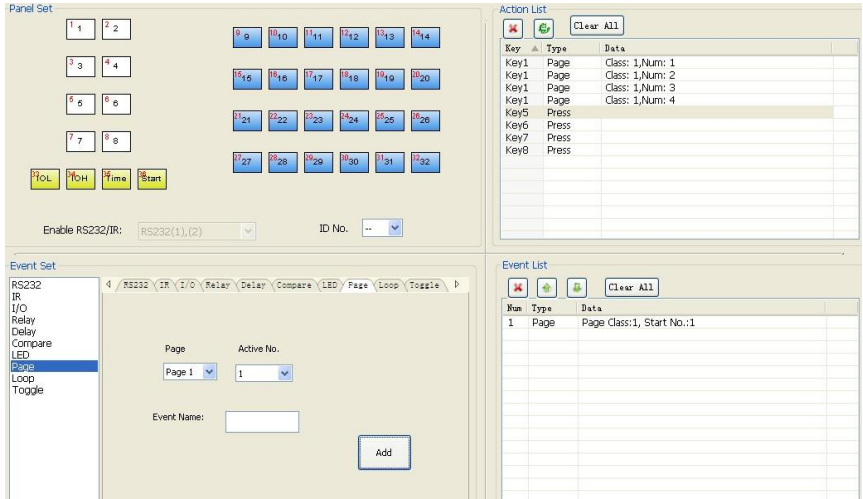 Panel Set
1 1 2 2
3 3 4 4
5 5 6 6
7 7 8 8
33 IOL 34 IOH 35 Time 36 Start
9 9 10 10 11 11 12 12 13 13 14 14
15 15 16 16 17 17 18 18 19 19 20 20
21 21 22 22 23 23 24 24 25 25 26 26
27 27 28 28 29 29 30 30 31 31 32 32
Enable RS232/IR: RS232(1),(2) ID No. --
Action List
Clear All
Key Type Data
Key1 Page Class: 1,Num: 1
Key1 Page Class: 1,Num: 2
Key1 Page Class: 1,Num: 3
Key1 Page Class: 1,Num: 4
Key5 Press
Key6 Press
Key7 Press
Key8 Press
Event Set
RS232
IR
I/O
Relay
Delay
Compare
LED
Page
Loop
Toggle
RS232 IR I/O Relay Delay Compare LED Page Loop Toggle
Page Active No.
Page 1 1
Event Name:
Add
Event List
Clear All
Num Type Data
1 Page Page Class:1, Start No.:1